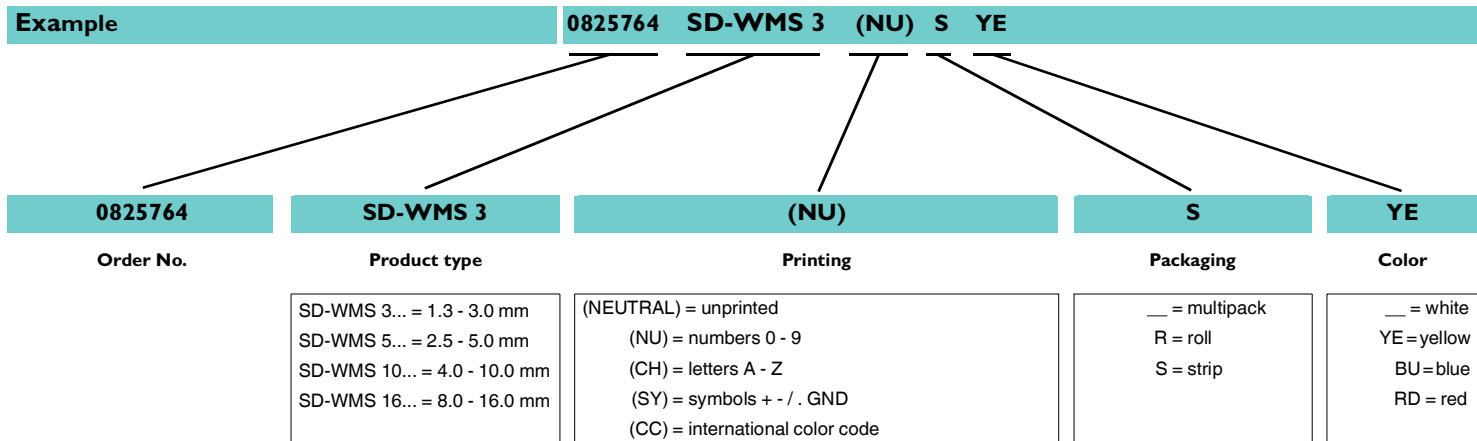 Example 0825764 SD-WMS 3 (NU) S YE
0825764 SD-WMS 3 (NU) S YE
Order No. Product type Printing Packaging Color
SD-WMS 3... = 1.3 - 3.0 mm
SD-WMS 5... = 2.5 - 5.0 mm
SD-WMS 10... = 4.0 - 10.0 mm
SD-WMS 16... = 8.0 - 16.0 mm
(NEUTRAL) = unprinted
(NU) = numbers 0 - 9
(CH) = letters A - Z
(SY) = symbols + - / . GND
(CC) = international color code
__ = multipack
R = roll
S = strip
__ = white
YE = yellow
BU = blue
RD = red